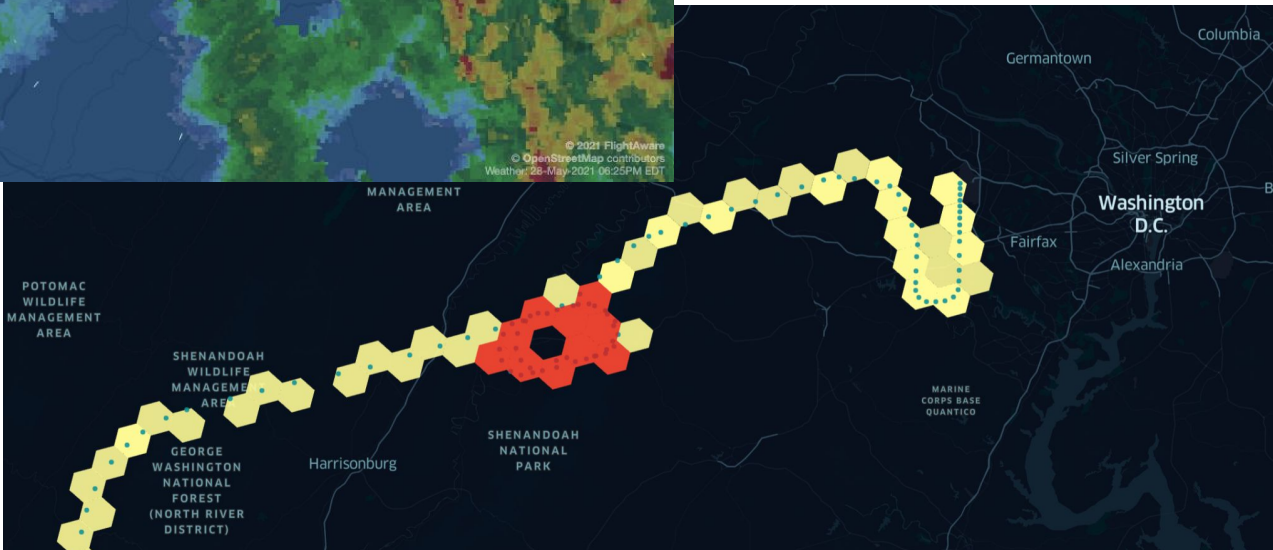 © 2021 FlightAware
© OpenStreetMap contributors
Weather: 28-May-2021 06:25PM EDT
Columbia
Germantown
Silver Spring
MANAGEMENT
AREA
Washington
D.C.
B
Fairfax
Alexandria
POTOMAC
WILDLIFE
MANAGEMENT
AREA
SHENANDOAH
WILDLIFE
MANAGEMENT
AREA
MARINE
CORPS BASE
QUANTICO
SHENANDOAH
NATIONAL
PARK
GEORGE
WASHINGTON
NATIONAL
FOREST
(NORTH RIVER
DISTRICT)
Harrisonburg